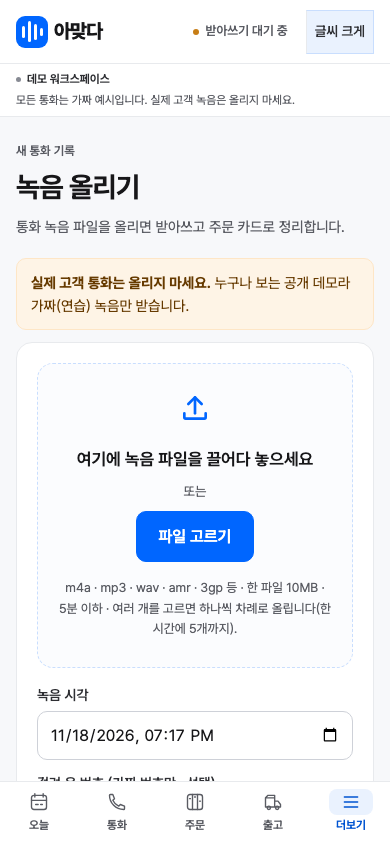 아맞다
받아쓰기 대기 중
글씨 크게
데모 워크스페이스
모든 통화는 가짜 예시입니다. 실제 고객 녹음은 올리지 마세요.
새 통화 기록
녹음 올리기
통화 녹음 파일을 올리면 받아쓰고 주문 카드로 정리합니다.
실제 고객 통화는 올리지 마세요. 누구나 보는 공개 데모라
가짜(연습) 녹음만 받습니다.
여기에 녹음 파일을 끌어다 놓으세요
또는
파일 고르기
m4a · mp3 · wav · amr · 3gp 등 · 한 파일 10MB ·
5분 이하 · 여러 개를 고르면 하나씩 차례로 올립니다(한
시간에 5개까지).
녹음 시각
11/18/2026, 07:17 PM
오늘
통화
주문
출고
더보기